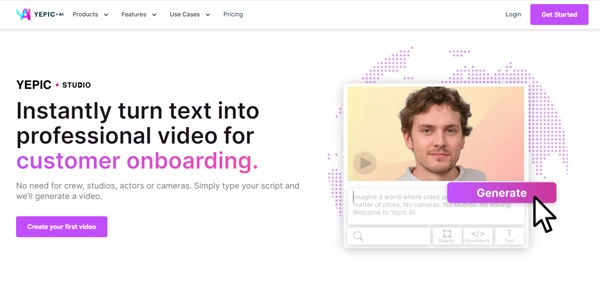 YEPIC•AI Products Features Use Cases Pricing Login Get Started
YEPIC • STUDIO
Instantly turn text into
professional video for
customer onboarding.
No need for crew, studios, actors or cameras. Simply type your script and
we'll generate a video.
Create your first video
Generate
Imagine a world where video
matter of clicks. No cameras. No studios. No editing.
Welcome to Yepic AI.
Shapes </> Developers T Text